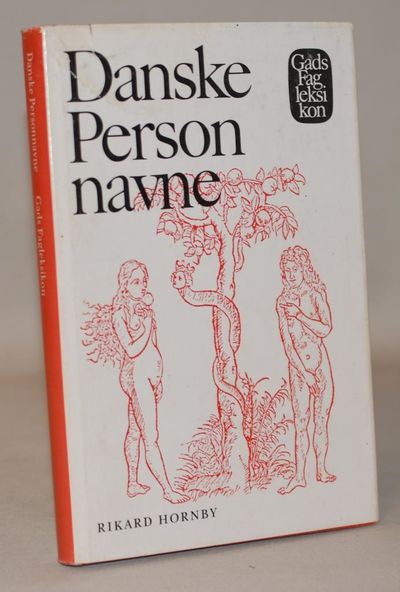 Danske Personnavne Gads Fagleksikon
Danske
Person
navne
Gads
Fag
leksi
kon
RIKARD HORNBY